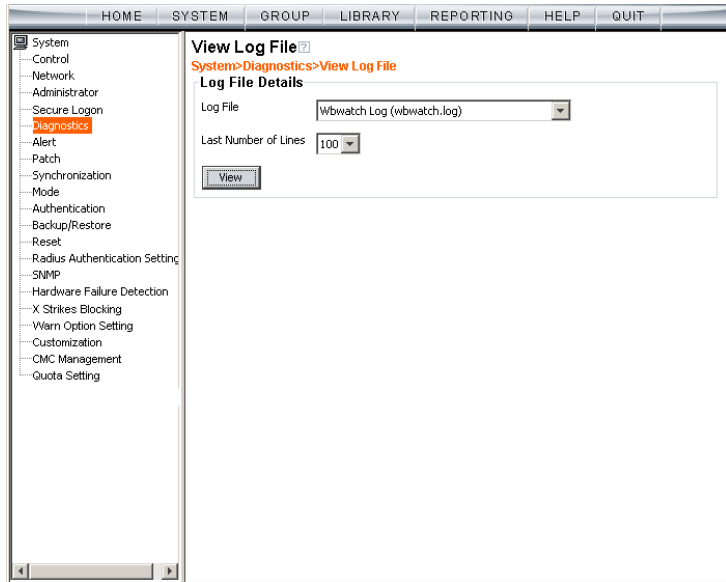 HOME SYSTEM GROUP LIBRARY REPORTING HELP QUIT
System
Control
Network
Administrator
Secure Logon
Diagnostics
Alert
Patch
Synchronization
Mode
Authentication
Backup/Restore
Reset
Radius Authentication Setting
SNMP
Hardware Failure Detection
X Strikes Blocking
Warn Option Setting
Customization
CMC Management
Quota Setting
View Log File ?
System>Diagnostics>View Log File
Log File Details
Log File Wbwatch Log (wbwatch.log)
Last Number of Lines 100
View